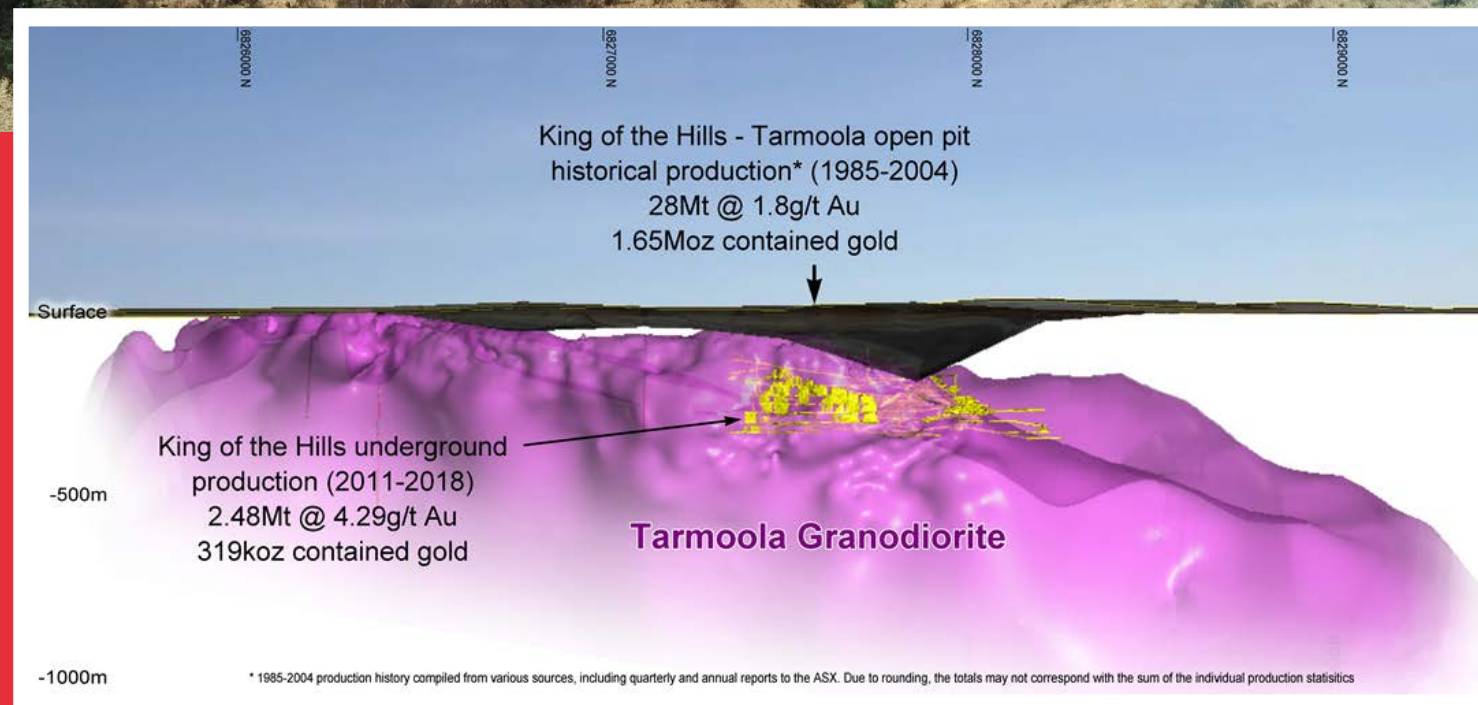 6826000 N
6827000 N
6828000 N
6829000 N
King of the Hills - Tarmoola open pit
historical production* (1985-2004)
28Mt @ 1.8g/t Au
1.65Moz contained gold
Surface
King of the Hills underground
production (2011-2018)
2.48Mt @ 4.29g/t Au
319koz contained gold
-500m
Tarmoola Granodiorite
-1000m
* 1985-2004 production history compiled from various sources, including quarterly and annual reports to the ASX. Due to rounding, the totals may not correspond with the sum of the individual production statisitics